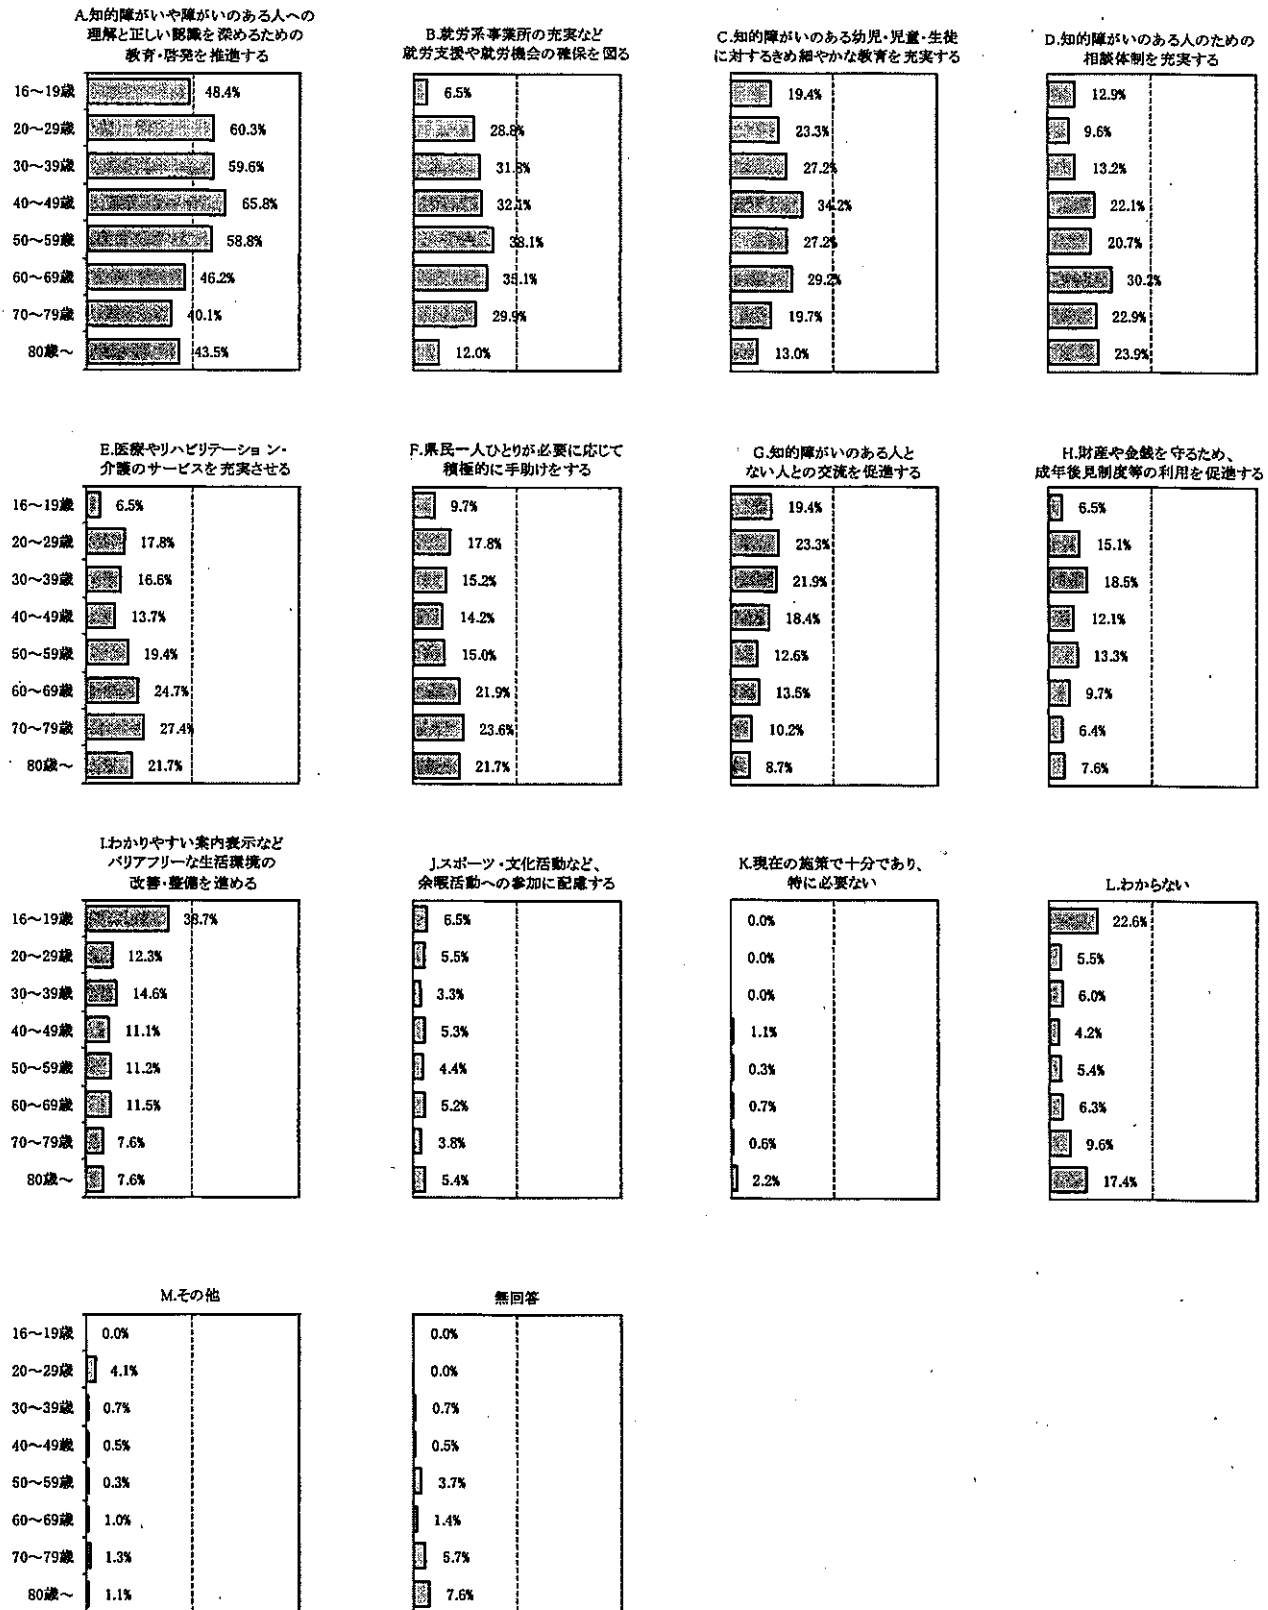 A.知的障がいや障がいのある人への
理解と正しい認識を深めるための
教育・啓発を推進する
16～19歳 48.4%
20～29歳 60.3%
30～39歳 59.6%
40～49歳 65.8%
50～59歳 58.8%
60～69歳 46.2%
70～79歳 40.1%
80歳～ 43.5%
B.就労系事業所の充実など
就労支援や就労機会の確保を図る
6.5%
28.8%
31.8%
32.1%
38.1%
35.1%
29.9%
12.0%
C.知的障がいのある幼児・児童・生徒
に対するきめ細やかな教育を充実する
19.4%
23.3%
27.2%
34.2%
27.2%
29.2%
19.7%
13.0%
D.知的障がいのある人のための
相談体制を充実する
12.9%
9.6%
13.2%
22.1%
20.7%
30.2%
22.9%
23.9%
E.医療やリハビリテーション・
介護のサービスを充実させる
16～19歳 6.5%
20～29歳 17.8%
30～39歳 16.6%
40～49歳 13.7%
50～59歳 19.4%
60～69歳 24.7%
70～79歳 27.4%
80歳～ 21.7%
F.県民一人ひとりが必要に応じて
積極的に手助けをする
9.7%
17.8%
15.2%
14.2%
15.0%
21.9%
23.6%
21.7%
G.知的障がいのある人と
ない人との交流を促進する
19.4%
23.3%
21.9%
18.4%
12.6%
13.5%
10.2%
8.7%
H.財産や金銭を守るため、
成年後見制度等の利用を促進する
6.5%
15.1%
18.5%
12.1%
13.3%
9.7%
6.4%
7.6%
I.わかりやすい案内表示など
バリアフリーな生活環境の
改善・整備を進める
16～19歳 38.7%
20～29歳 12.3%
30～39歳 14.6%
40～49歳 11.1%
50～59歳 11.2%
60～69歳 11.5%
70～79歳 7.6%
80歳～ 7.6%
J.スポーツ・文化活動など、
余暇活動への参加に配慮する
6.5%
5.5%
3.3%
5.3%
4.4%
5.2%
3.8%
5.4%
K.現在の施策で十分であり、
特に必要ない
0.0%
0.0%
0.0%
1.1%
0.3%
0.7%
0.6%
2.2%
L.わからない
22.6%
5.5%
6.0%
4.2%
5.4%
6.3%
9.6%
17.4%
M.その他
16～19歳 0.0%
20～29歳 4.1%
30～39歳 0.7%
40～49歳 0.5%
50～59歳 0.3%
60～69歳 1.0%
70～79歳 1.3%
80歳～ 1.1%
無回答
0.0%
0.0%
0.7%
0.5%
3.7%
1.4%
5.7%
7.6%